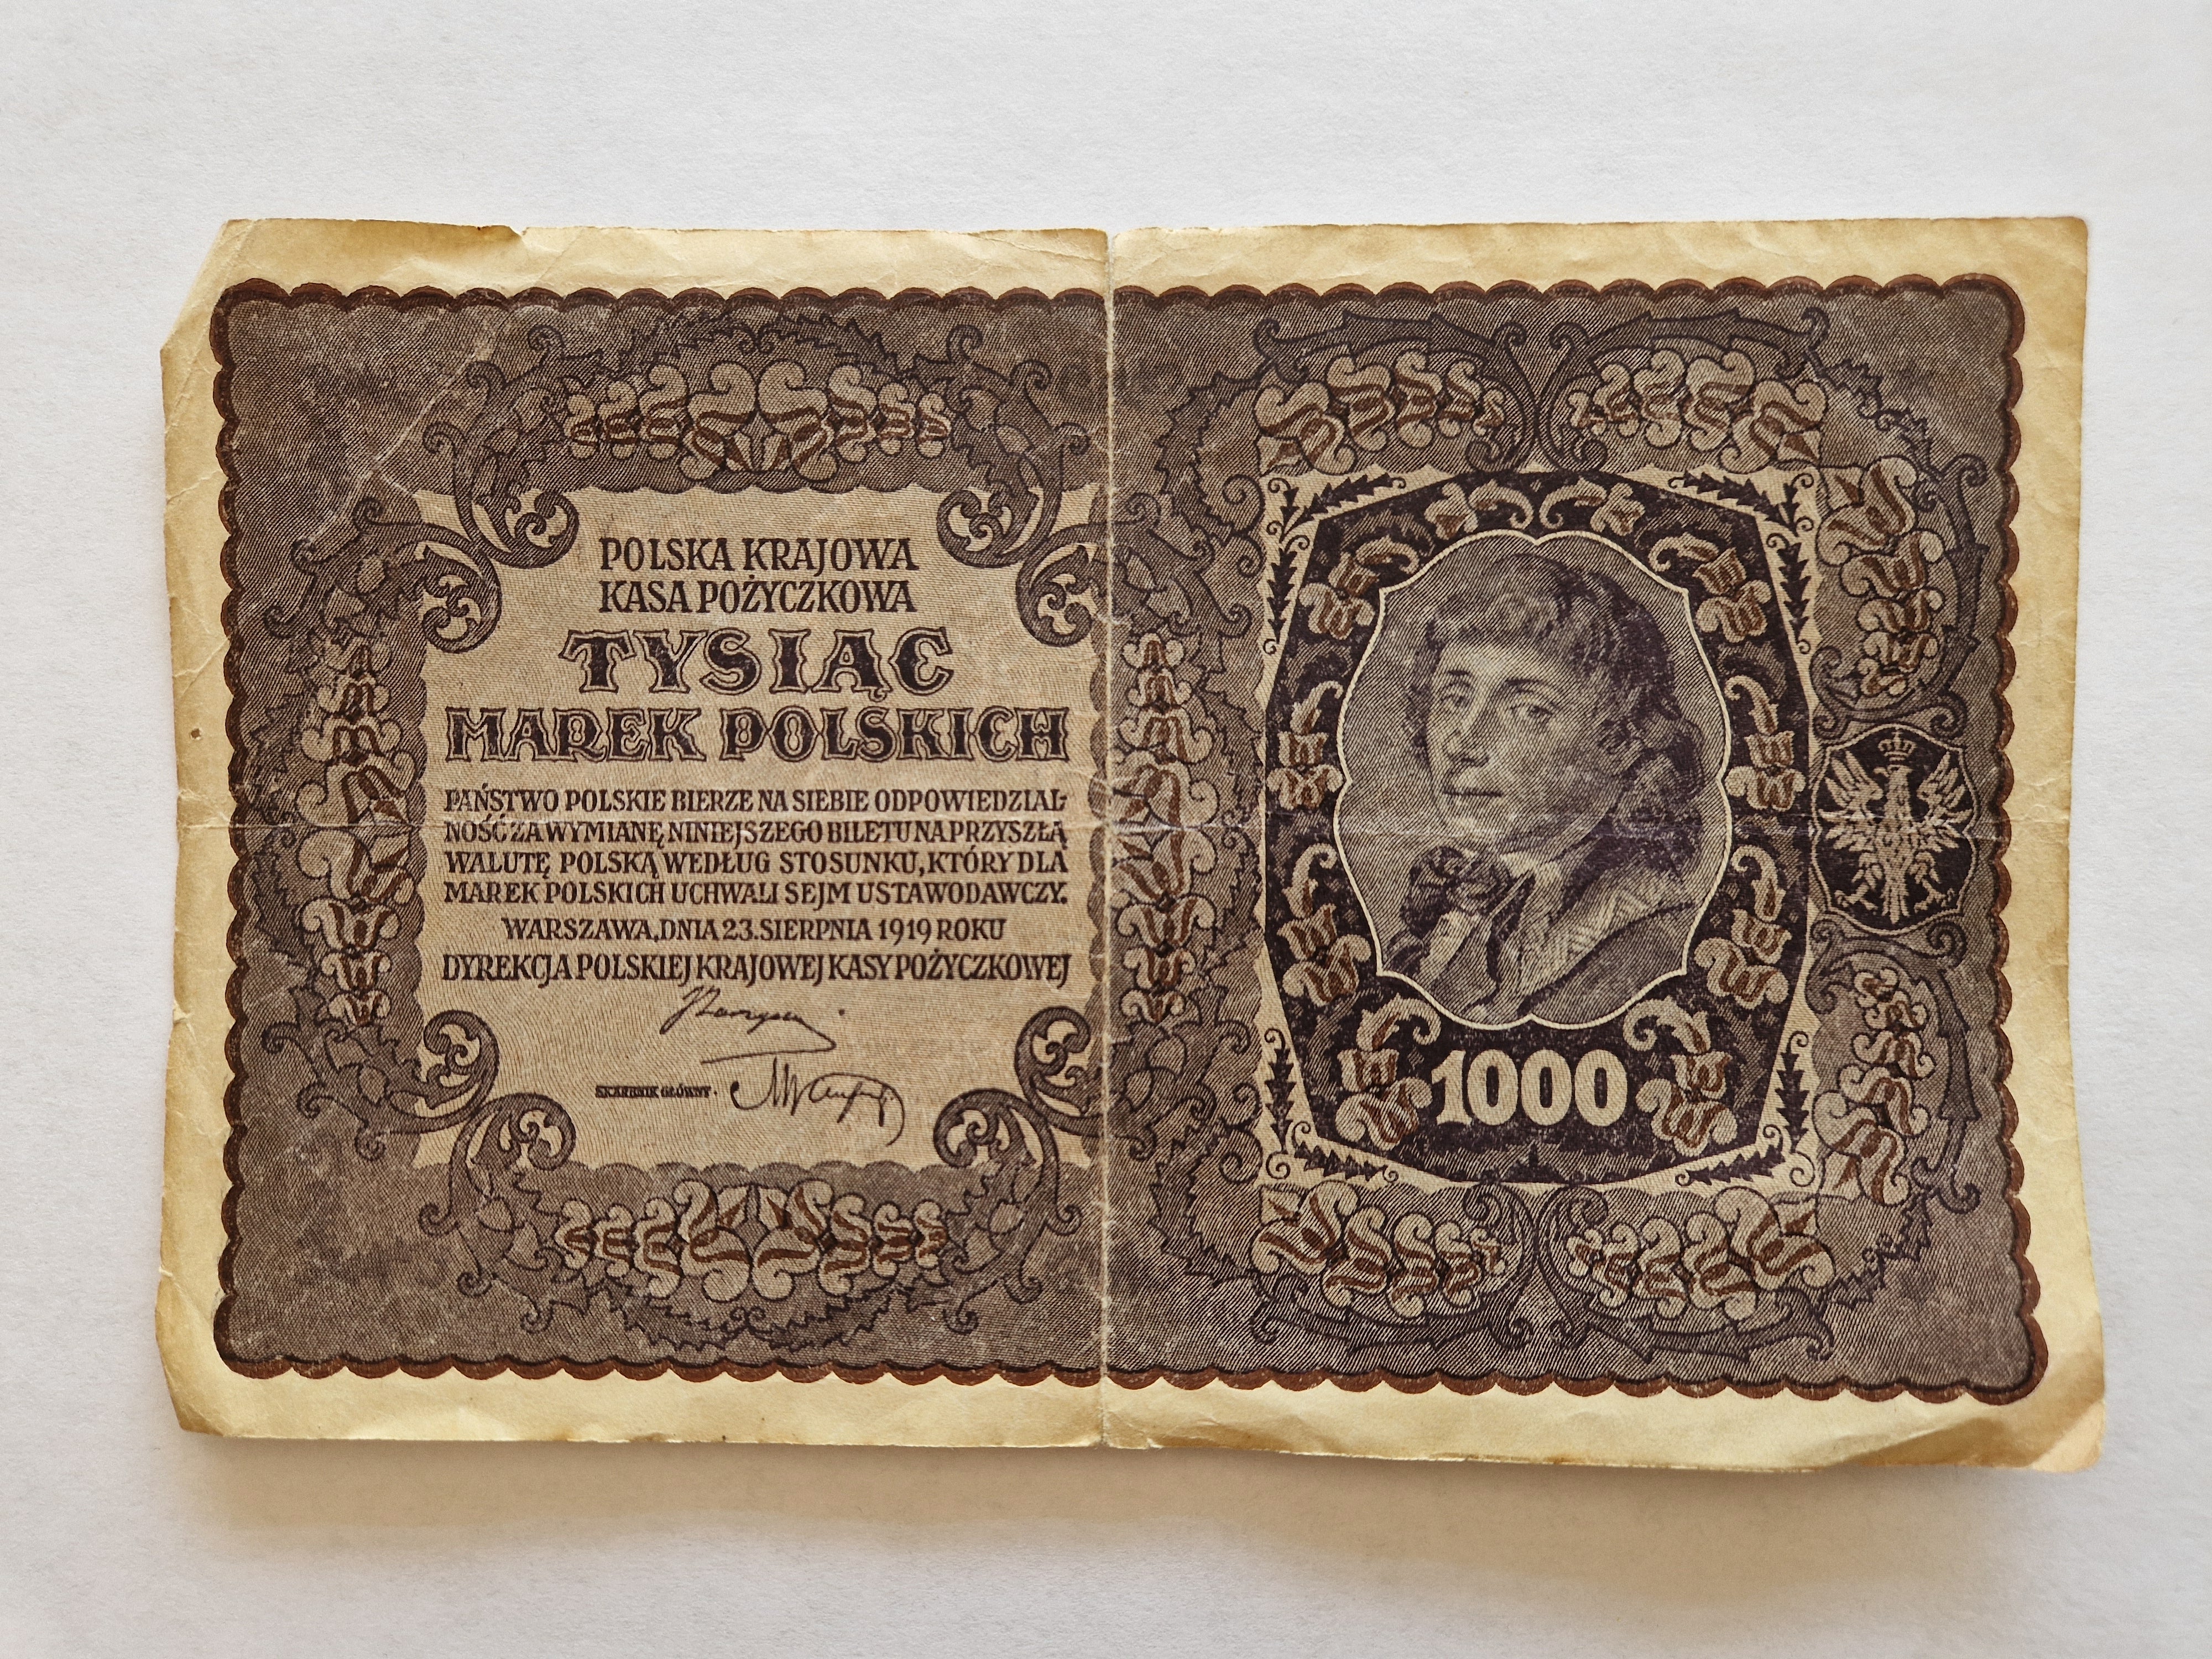 POLSKA KRAJOWA
KASA POŻYCZKOWA
TYSIĄC
MAREK POLSKICH
PAŃSTWO POLSKIE BIERZE NA SIEBIE ODPOWIEDZIAL-
NOŚĆ ZA WYMIANĘ NINIEJSZEGO BILETU NA PRZYSZŁĄ
WALUTĘ POLSKĄ WEDŁUG STOSUNKU, KTÓRY DLA
MAREK POLSKICH UCHWALI SEJM USTAWODAWCZY.
WARSZAWA, DNIA 23. SIERPNIA 1919 ROKU
DYREKCJA POLSKIEJ KRAJOWEJ KASY POŻYCZKOWEJ
SKARBNIK GŁÓWNY.
1000